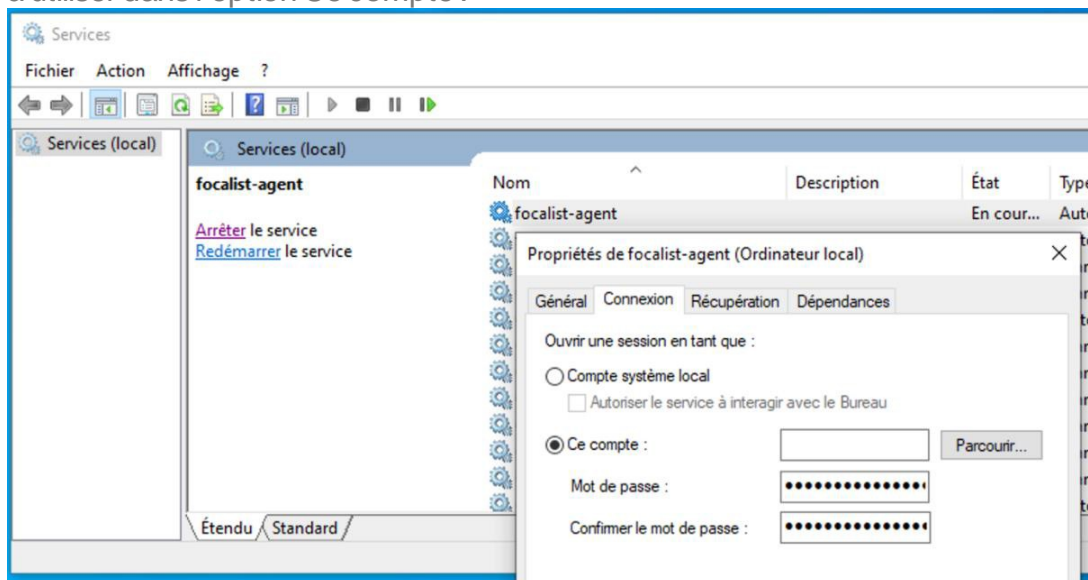 Services
Fichier Action Affichage ?
Services (local)
Services (local)
focalist-agent
Arrêter le service
Redémarrer le service
Nom Description État Type
focalist-agent En cour... Auto
Propriétés de focalist-agent (Ordinateur local)
Général Connexion Récupération Dépendances
Ouvrir une session en tant que :
Compte système local
Autoriser le service à interagir avec le Bureau
Ce compte :
Parcourir...
Mot de passe :
Confirmer le mot de passe :
Étendu Standard